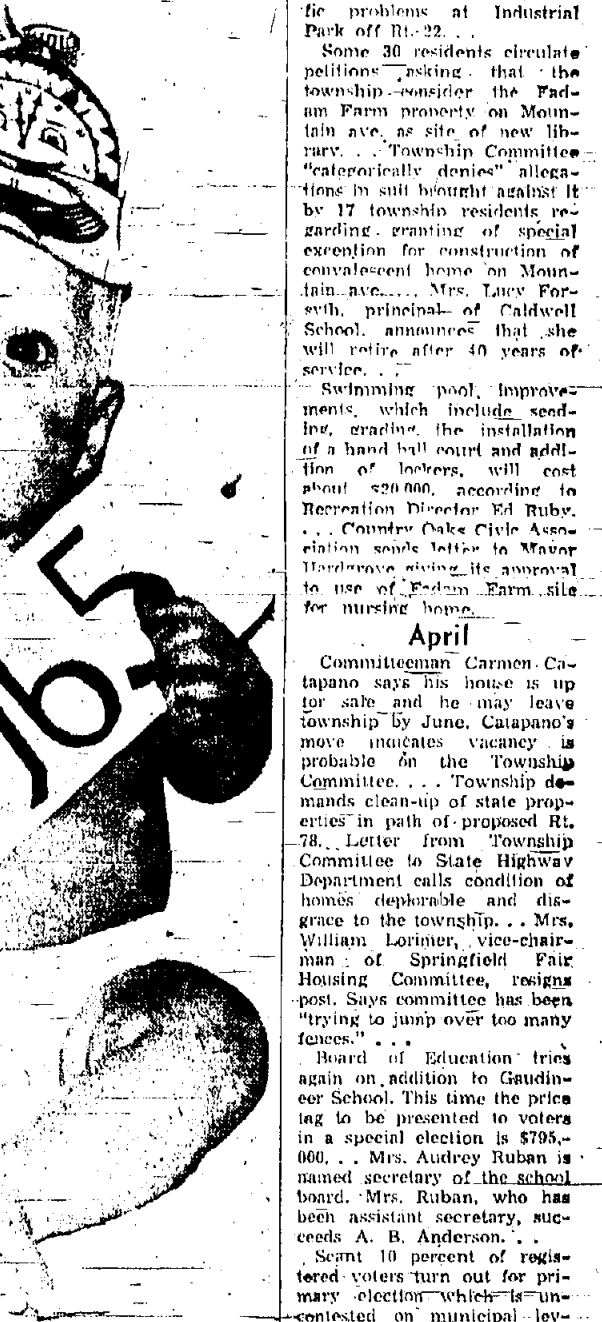 fic problems at Industrial
Park off Rt. 22. . .
Some 30 residents circulate
petitions asking that the
township consider the Fad-
am Farm property on Moun-
tain ave. as site of new lib-
rary. . . Township Committee
"categorically denies" allega-
tions in suit brought against it
by 17 township residents re-
garding granting of special
exception for construction of
convalescent home on Moun-
tain ave. . . . Mrs. Lucy For-
syth, principal of Caldwell
School, announces that she
will retire after 40 years of
service. . .
Swimming pool improve-
ments, which include seed-
ing, grading, the installation
of a hand ball court and addi-
tion of lockers, will cost
about $20,000, according to
Recreation Director Ed Ruby.
. . . Country Oaks Civic Asso-
ciation sends letter to Mayor
Hardgrove giving its approval
to use of Fadam Farm site
for nursing home.
April
Committeeman Carmen Ca-
tapano says his house is up
for sale and he may leave
township by June. Catapano's
move indicates vacancy is
probable on the Township
Committee. . . . Township de-
mands clean-up of state prop-
erties in path of proposed Rt.
78. Letter from Township
Committee to State Highway
Department calls condition of
homes deplorable and dis-
grace to the township. . . Mrs.
William Lorimer, vice-chair-
man of Springfield Fair
Housing Committee, resigns
post. Says committee has been
"trying to jump over too many
fences." . . .
Board of Education tries
again on addition to Gaudin-
eer School. This time the price
tag to be presented to voters
in a special election is $795,-
000. . . Mrs. Audrey Ruban is
named secretary of the school
board. Mrs. Ruban, who has
been assistant secretary, suc-
ceeds A. B. Anderson. . .
Scant 10 percent of regis-
tered voters turn out for pri-
mary election which is un-
contested on municipal lev-